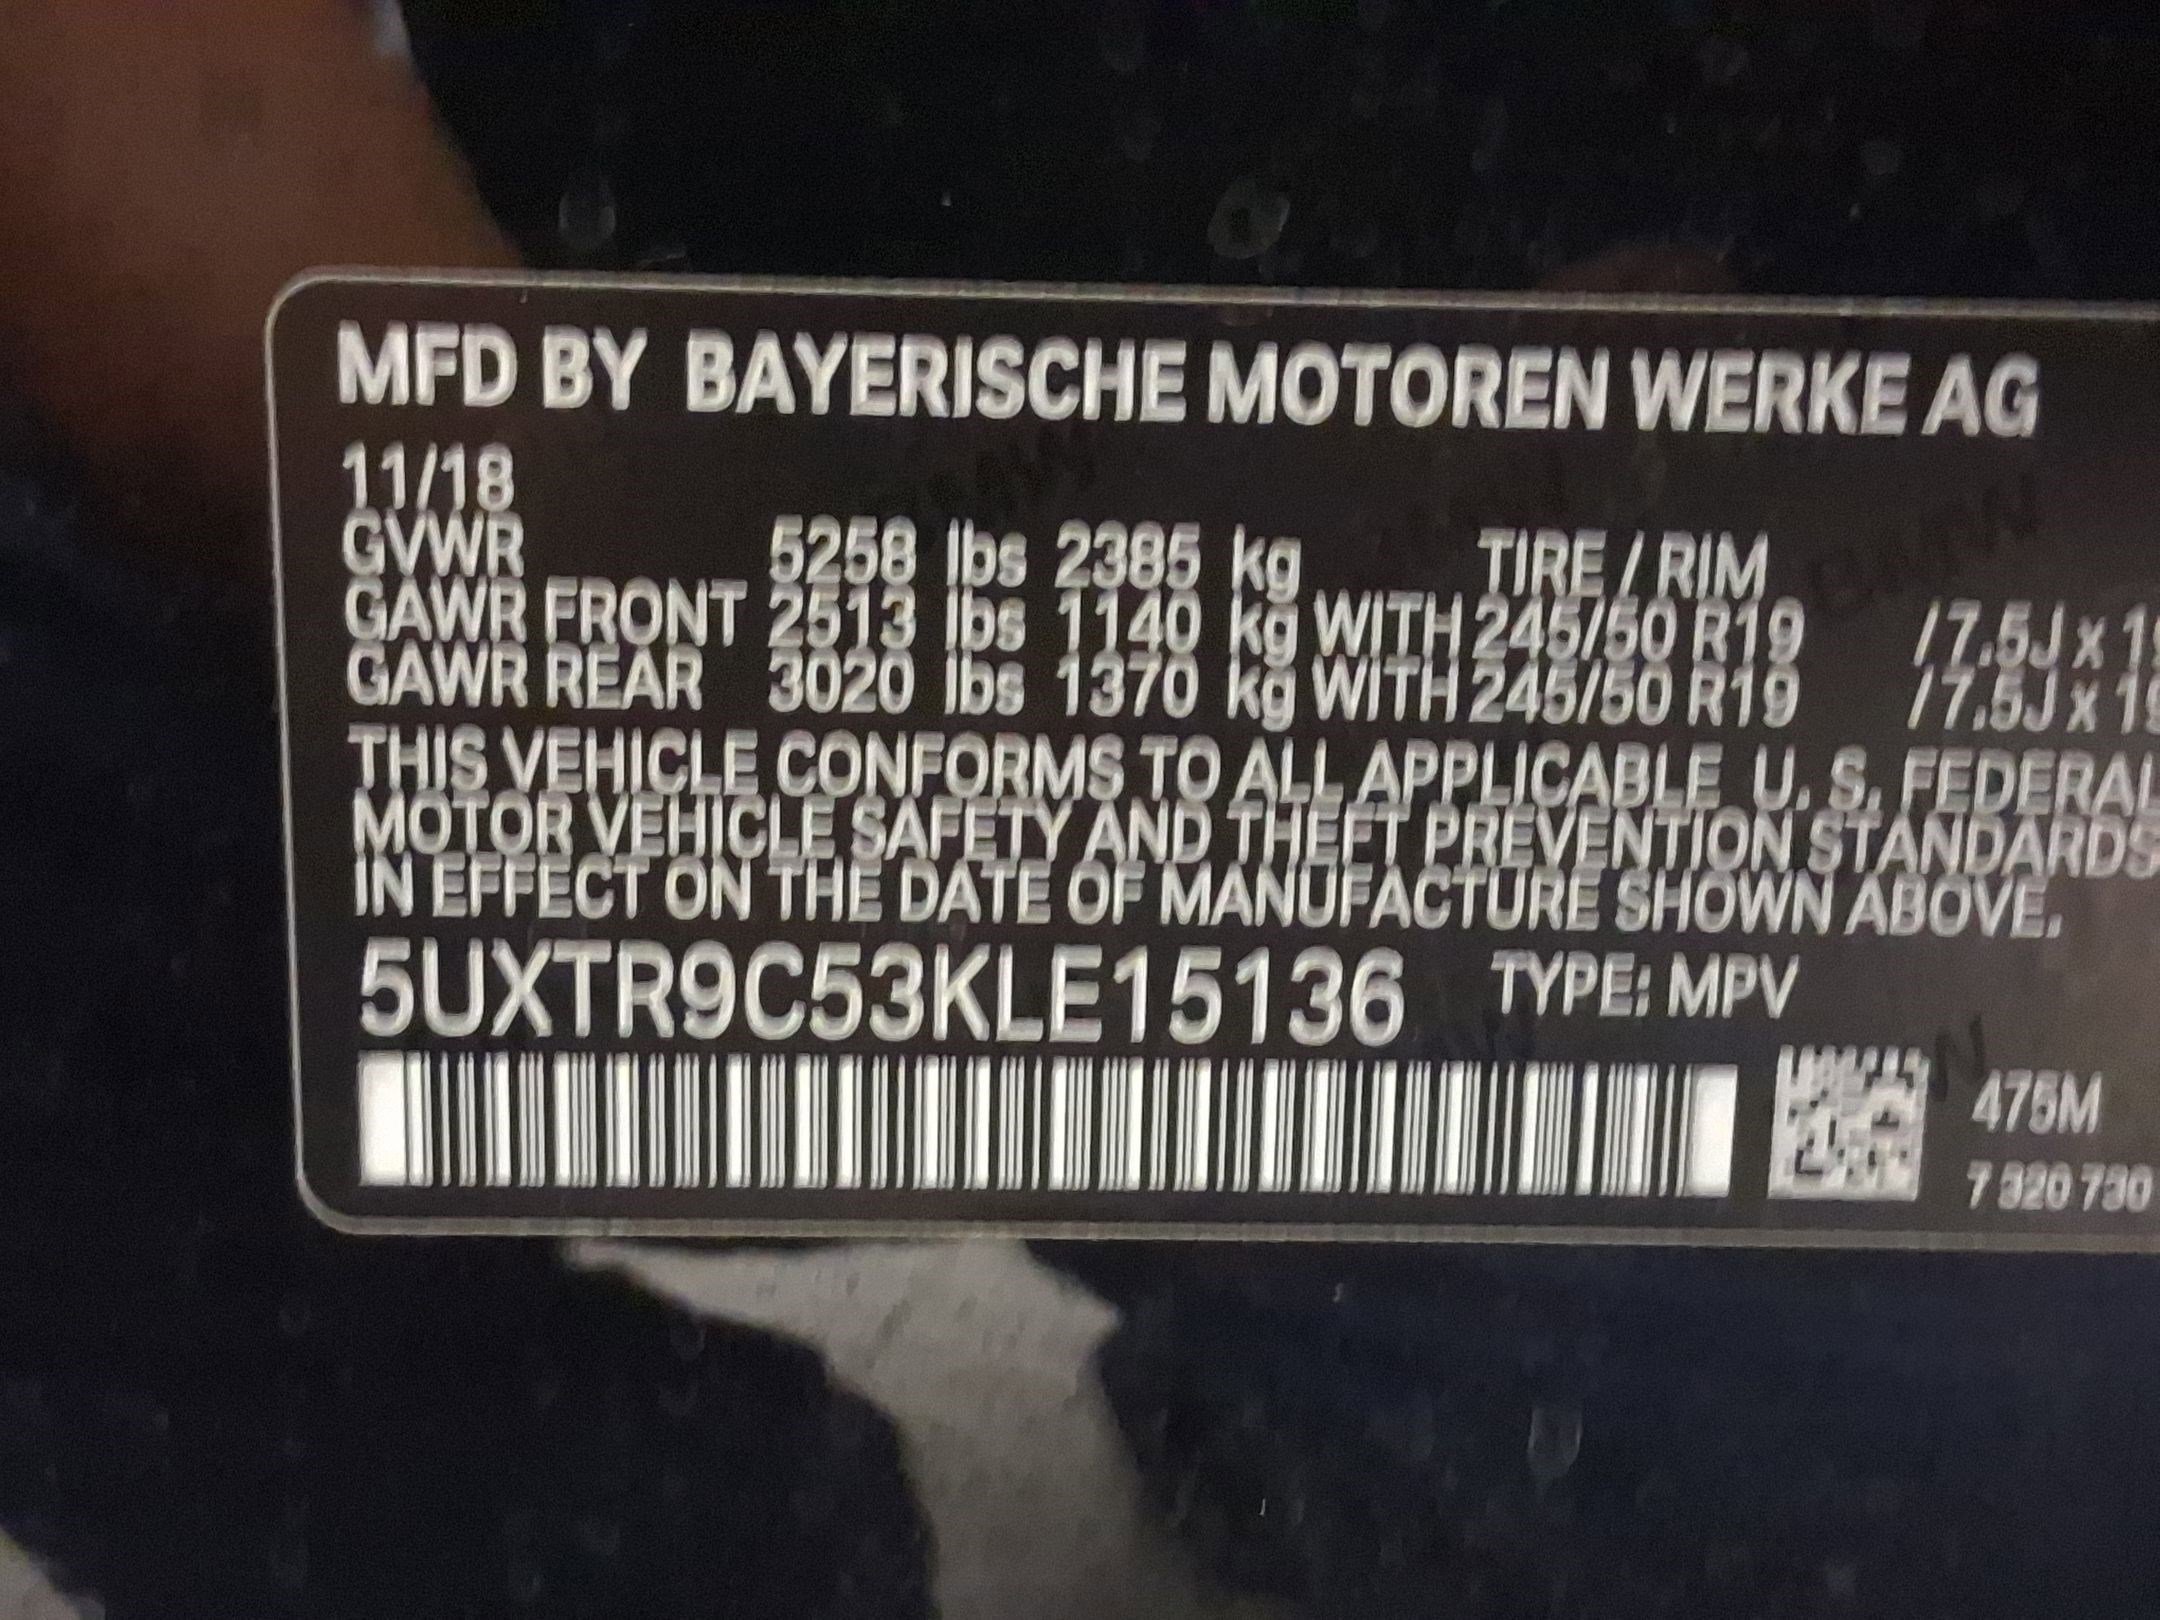 MFD BY BAYERISCHE MOTOREN WERKE AG
11/18
GVWR 5258 lbs 2385 kg TIRE / RIM
GAWR FRONT 2513 lbs 1140 kg WITH 245/50 R19 / 7.5J x 19
GAWR REAR 3020 lbs 1370 kg WITH 245/50 R19 / 7.5J x 19
THIS VEHICLE CONFORMS TO ALL APPLICABLE U. S. FEDERAL
MOTOR VEHICLE SAFETY AND THEFT PREVENTION STANDARDS
IN EFFECT ON THE DATE OF MANUFACTURE SHOWN ABOVE.
5UXTR9C53KLE15136 TYPE: MPV
475M
7 320 730